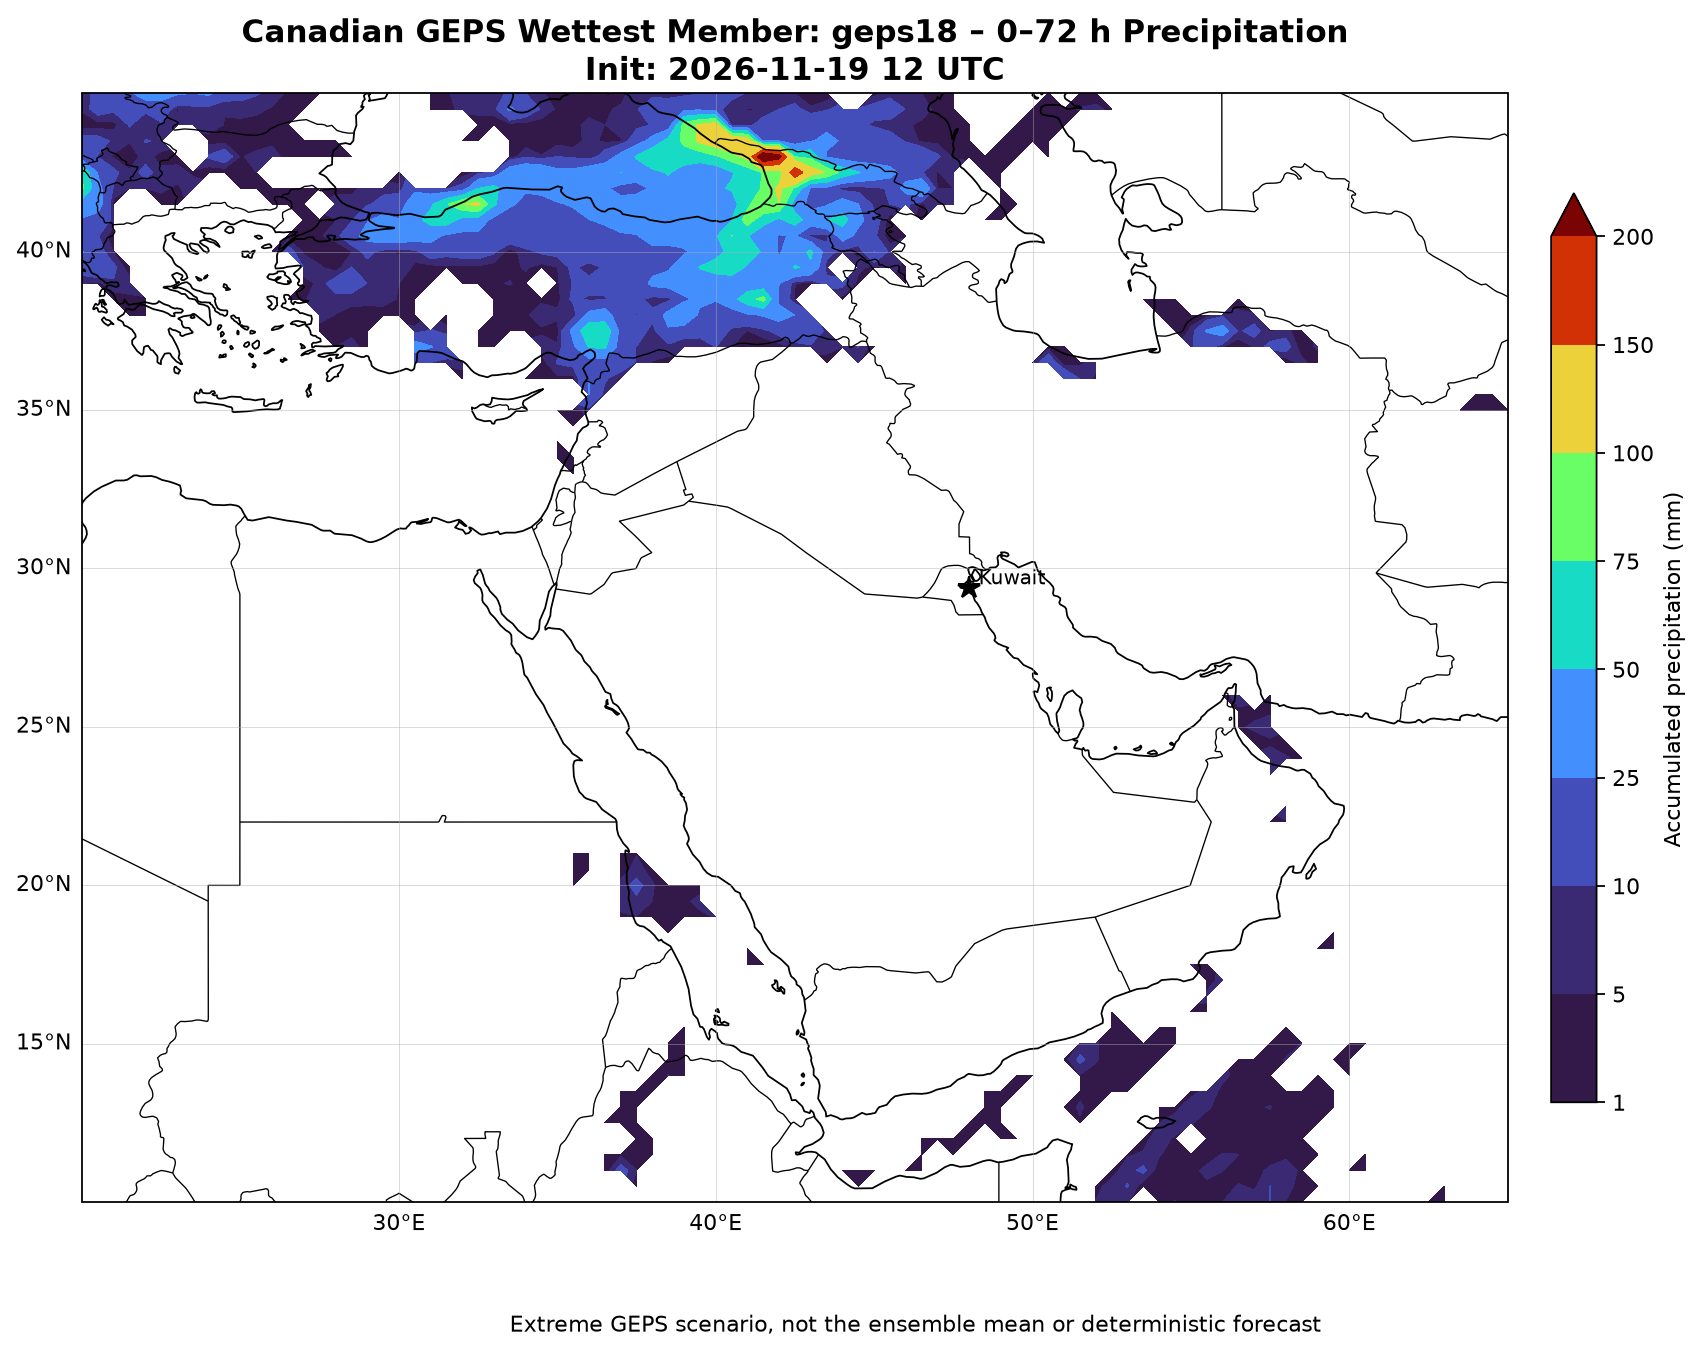 Canadian GEPS Wettest Member: geps18 – 0–72 h Precipitation
Init: 2026-11-19 12 UTC
40°N
35°N
30°N
25°N
20°N
15°N
30°E
40°E
50°E
60°E
Kuwait
200
150
100
75
50
25
10
5
1
Accumulated precipitation (mm)
Extreme GEPS scenario, not the ensemble mean or deterministic forecast